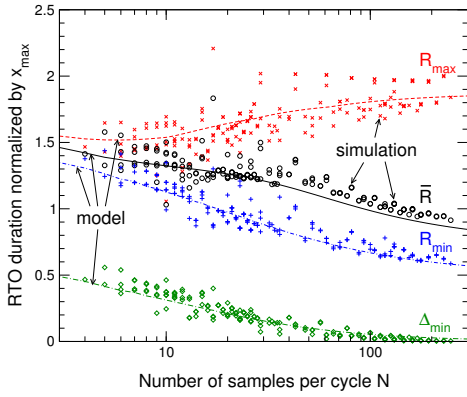 2.5
2
1.5
1
0.5
0
10
100
RTO duration normalized by x_max
Number of samples per cycle N
R_max
simulation
R̅
R_min
model
Δ_min